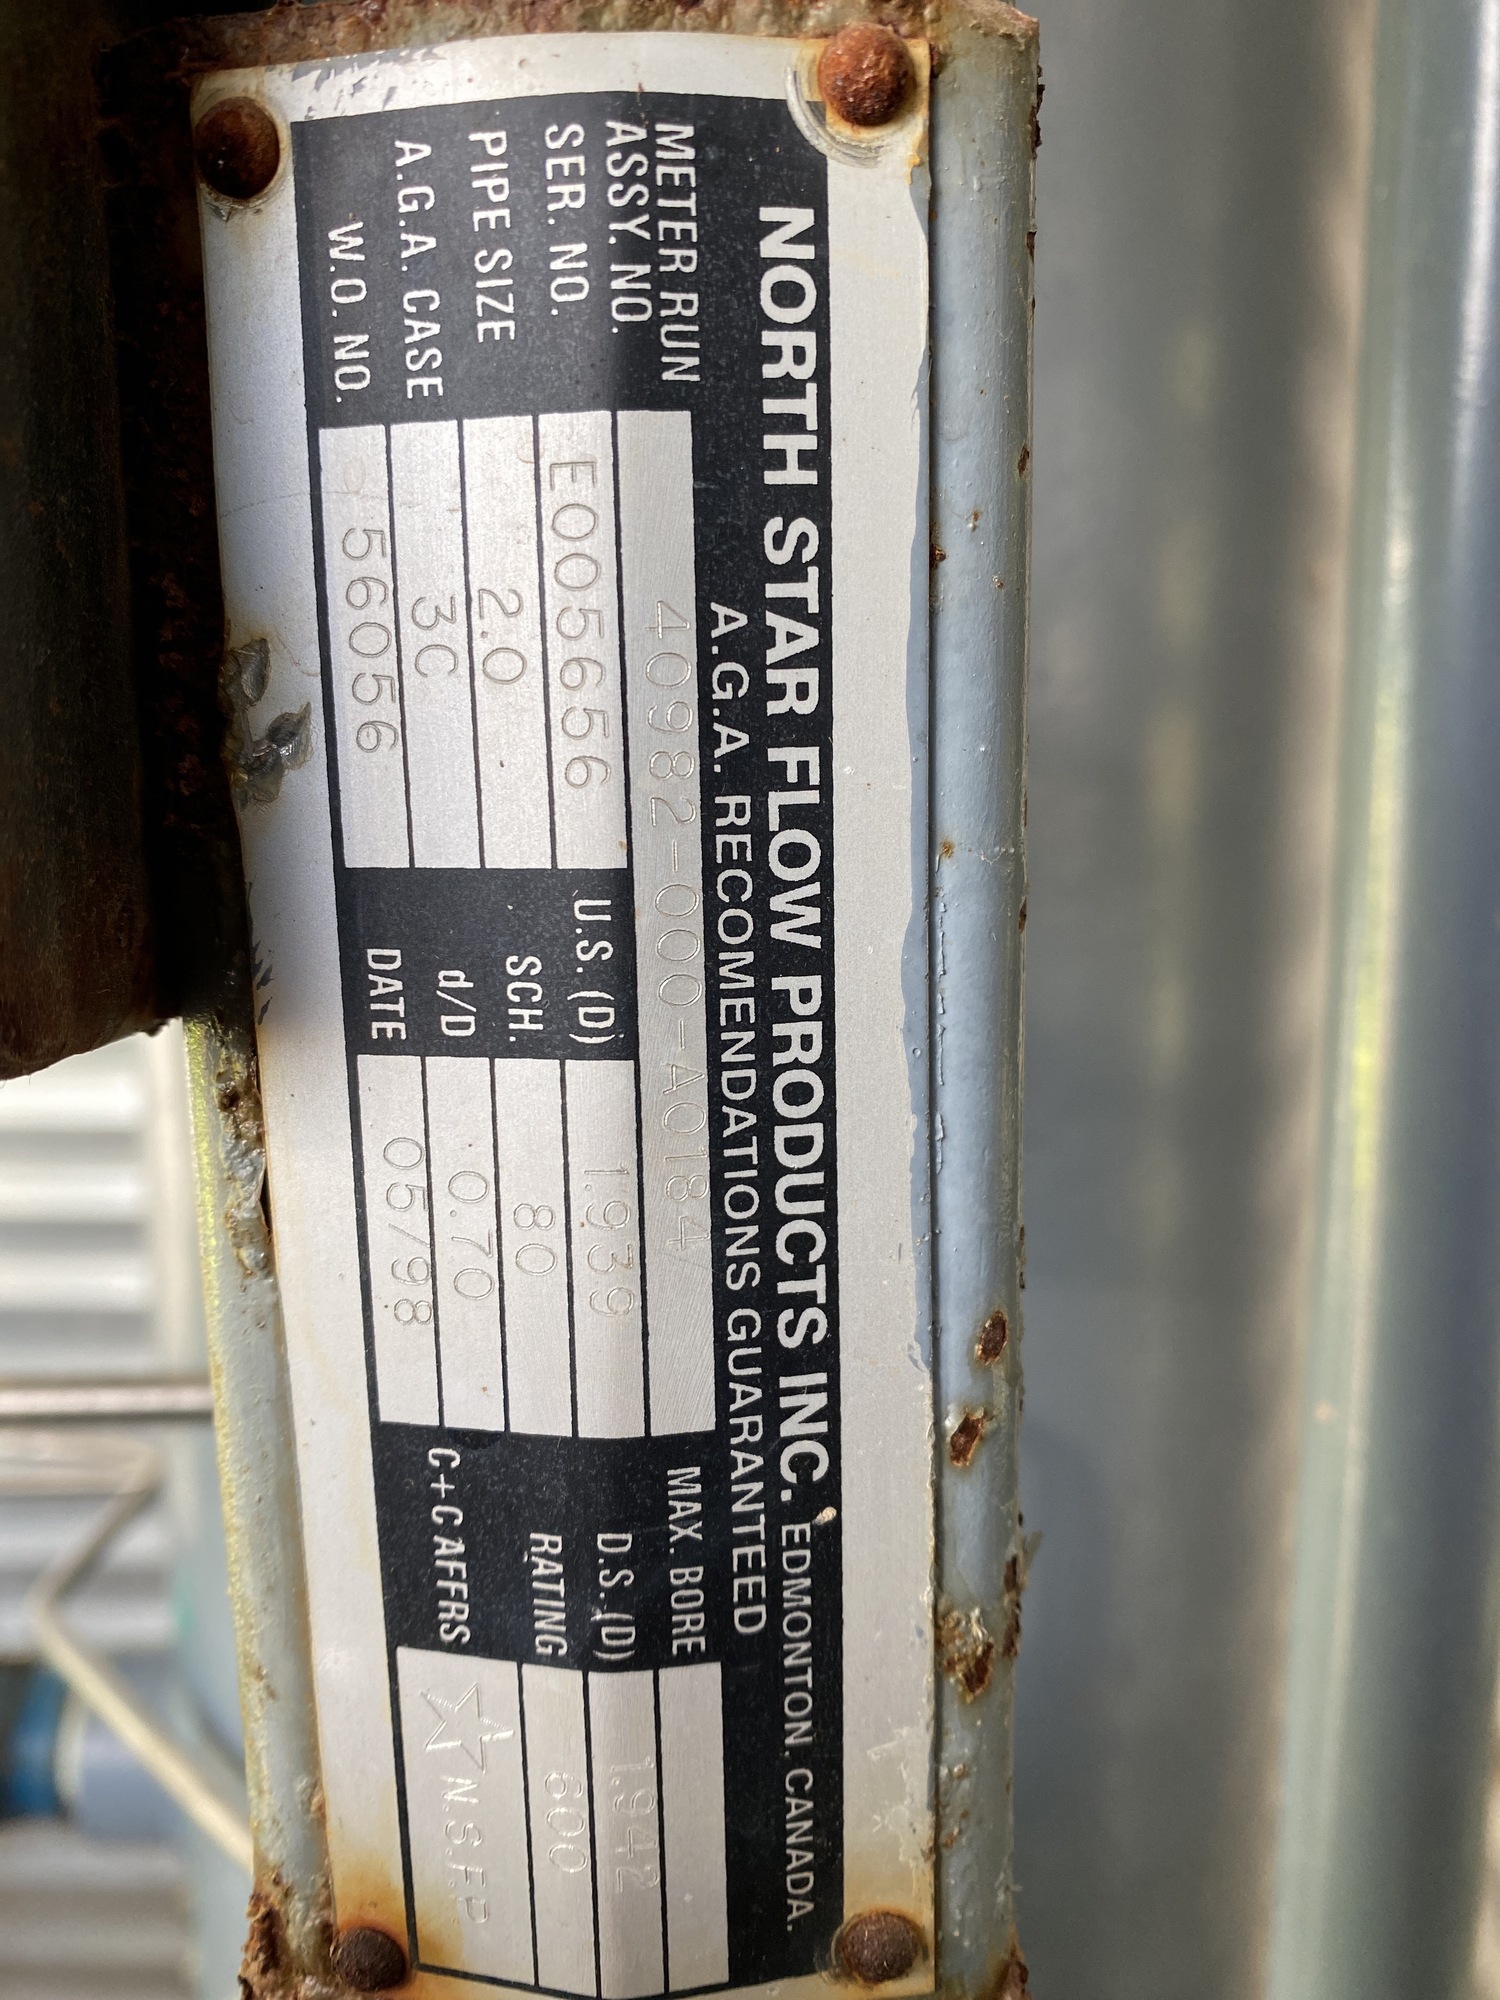 NORTH STAR FLOW PRODUCTS INC. EDMONTON, CANADA.
A.G.A. RECOMENDATIONS GUARANTEED
METER RUN
ASSY. NO. 40982-000-A0184 MAX. BORE
SER. NO. E005656 U.S. (D) 1.939 D.S. (D) 1.942
PIPE SIZE 2.0 SCH. 80 RATING 600
A.G.A. CASE 3C d/D 0.70 C+C AFFRS ☆ N.S.F.P.
W.O. NO. 56056 DATE 05/98